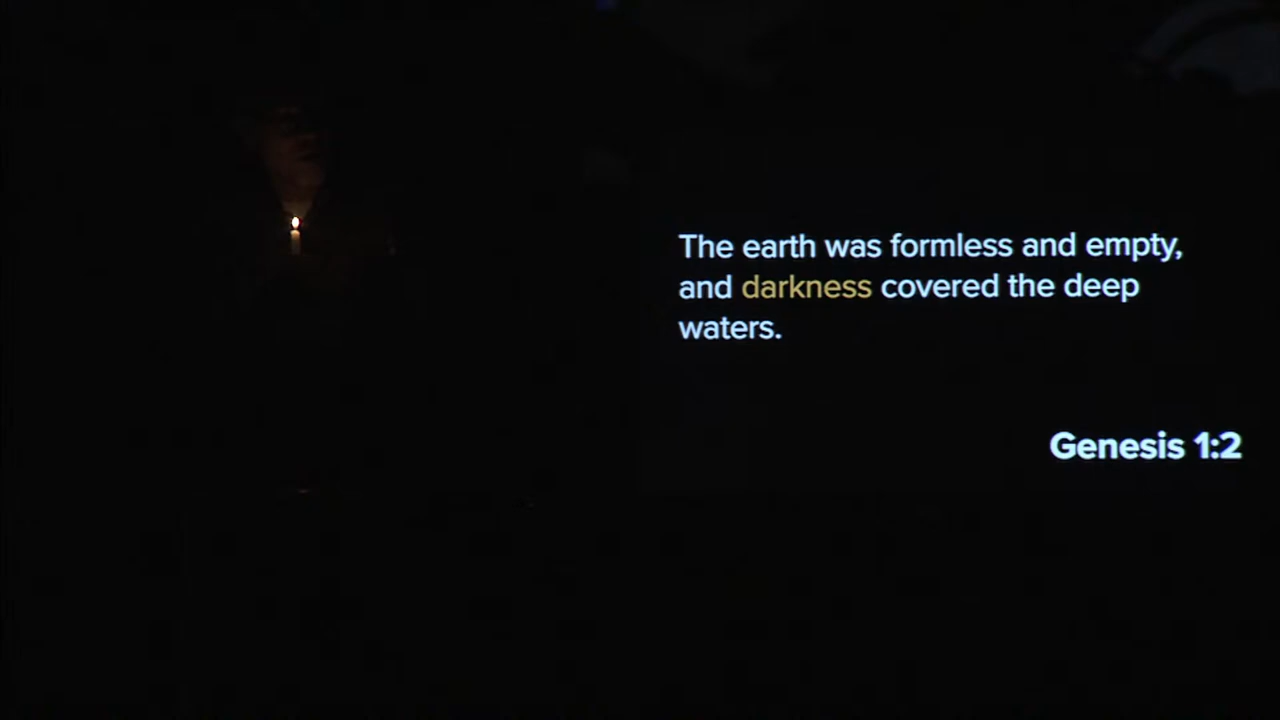 The earth was formless and empty,
and darkness covered the deep
waters.
Genesis 1:2